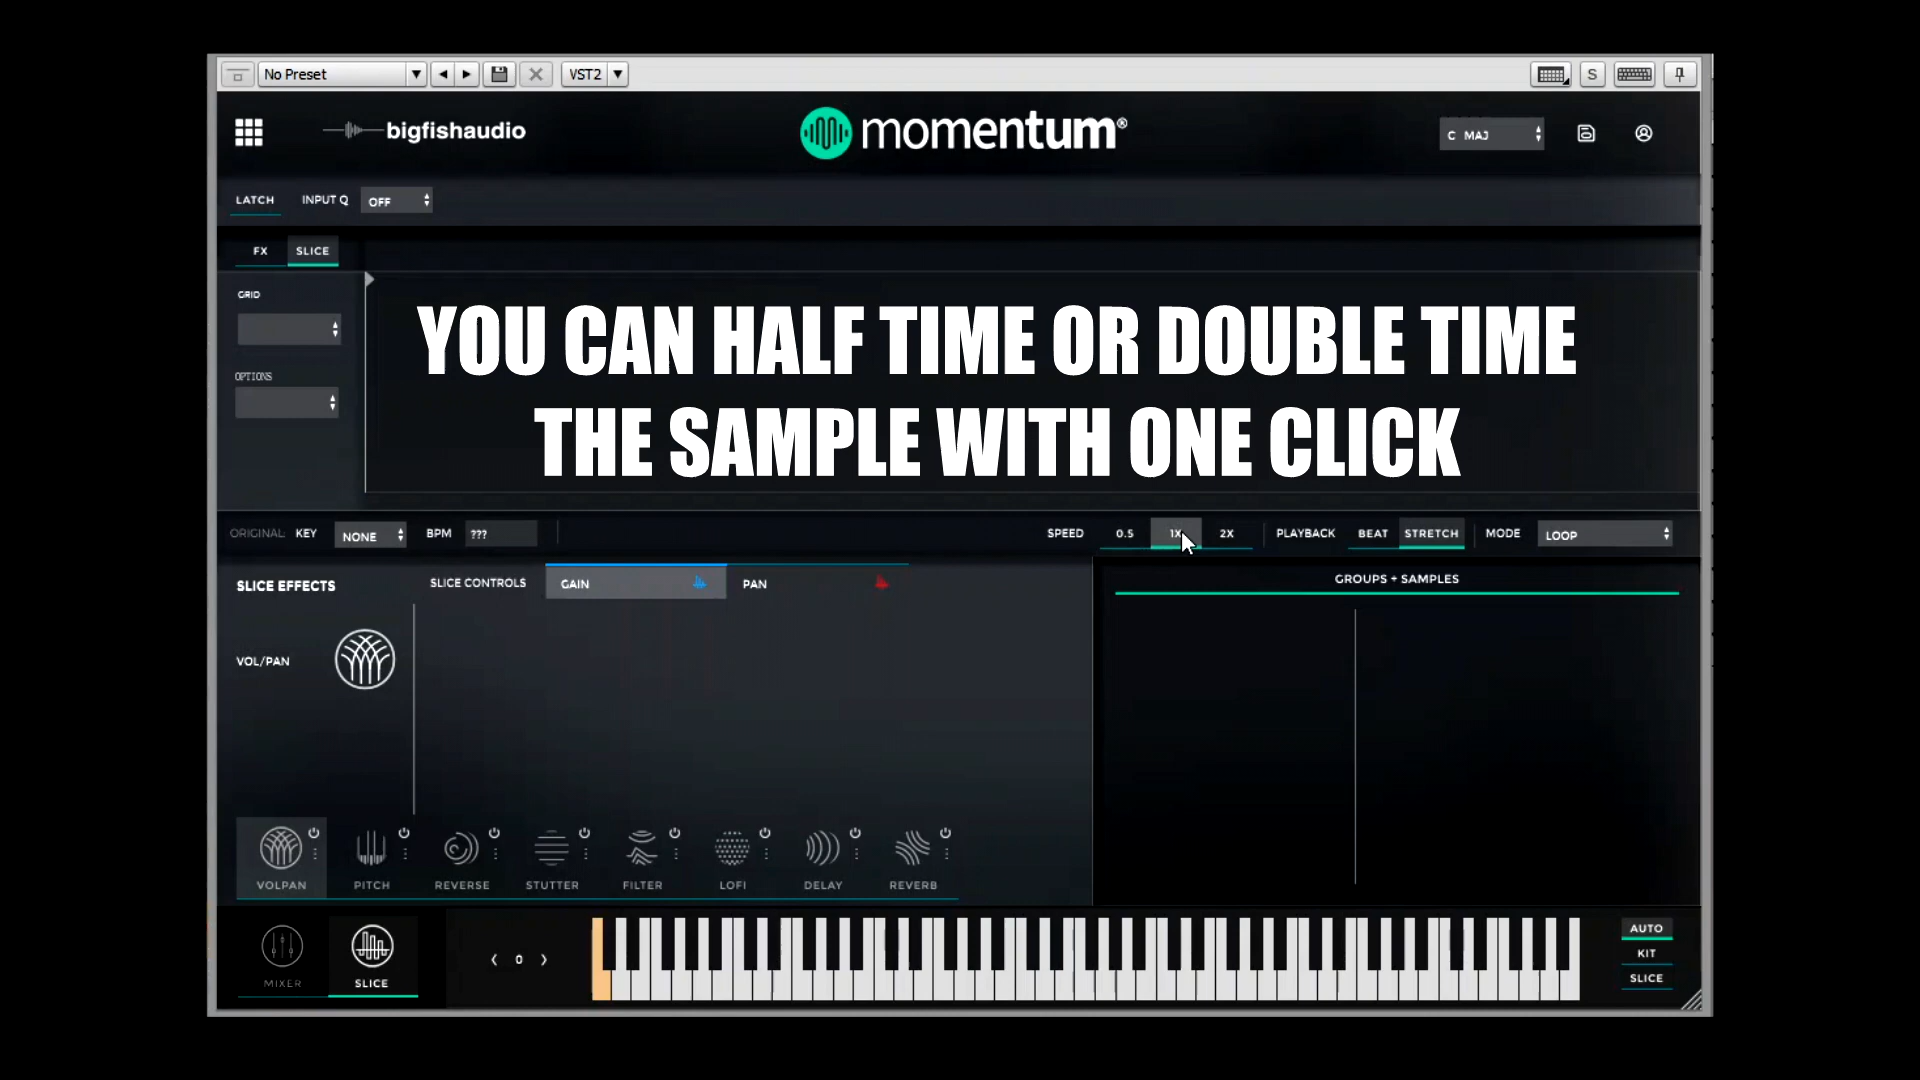 No Preset
VST2
S
bigfishaudio
momentum®
C MAJ
LATCH
INPUT Q
OFF
FX
SLICE
GRID
YOU CAN HALF TIME OR DOUBLE TIME
THE SAMPLE WITH ONE CLICK
OPTIONS
ORIGINAL KEY
NONE
BPM
???
SPEED
0.5
1X
2X
PLAYBACK
BEAT
STRETCH
MODE
LOOP
SLICE EFFECTS
SLICE CONTROLS
GAIN
PAN
GROUPS + SAMPLES
VOL/PAN
VOLPAN
PITCH
REVERSE
STUTTER
FILTER
LOFI
DELAY
REVERB
MIXER
SLICE
0
AUTO
KIT
SLICE